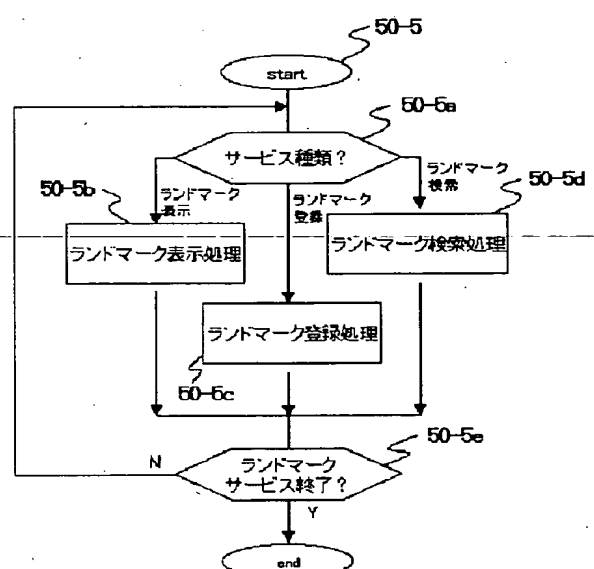 50-5
start
50-5a
サービス種類？
ランドマーク
表示
ランドマーク
登録
ランドマーク
検索
50-5b
50-5d
ランドマーク表示処理
ランドマーク検索処理
ランドマーク登録処理
50-5c
50-5e
N
ランドマーク
サービス終了？
Y
end